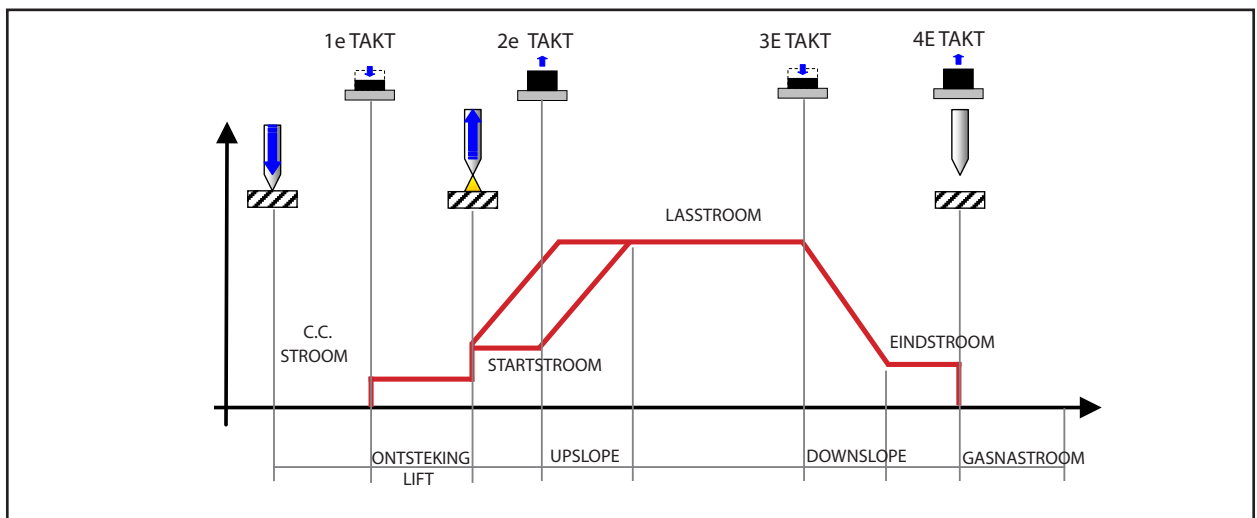 1e TAKT
2e TAKT
3E TAKT
4E TAKT
LASSTROOM
C.C.
STROOM
STARTSTROOM
EINDSTROOM
ONTSTEKING
LIFT
UPSLOPE
DOWNSLOPE
GASNASTROOM